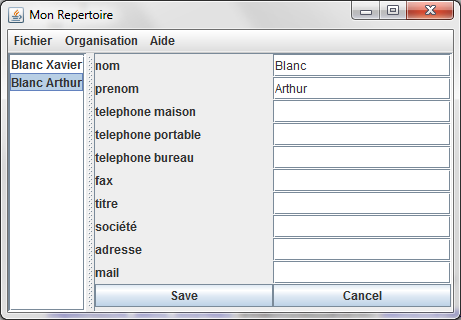 Mon Repertoire
Fichier Organisation Aide
Blanc Xavier
Blanc Arthur
nom Blanc
prenom Arthur
telephone maison
telephone portable
telephone bureau
fax
titre
société
adresse
mail
Save Cancel